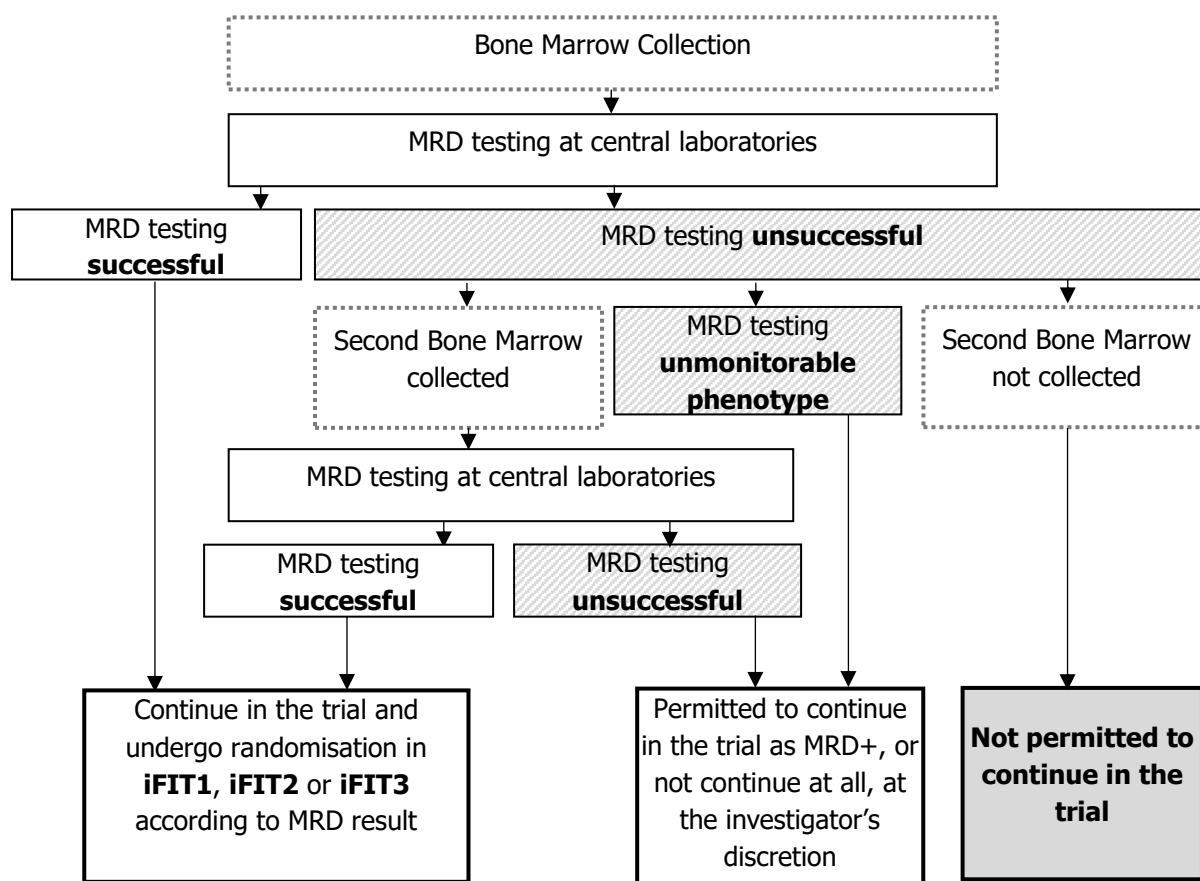 Bone Marrow Collection
MRD testing at central laboratories
MRD testing
successful
MRD testing unsuccessful
Second Bone Marrow
collected
MRD testing
unmonitorable
phenotype
Second Bone Marrow
not collected
MRD testing at central laboratories
MRD testing
successful
MRD testing
unsuccessful
Continue in the trial and
undergo randomisation in
iFIT1, iFIT2 or iFIT3
according to MRD result
Permitted to continue
in the trial as MRD+, or
not continue at all, at
the investigator’s
discretion
Not permitted to
continue in the
trial